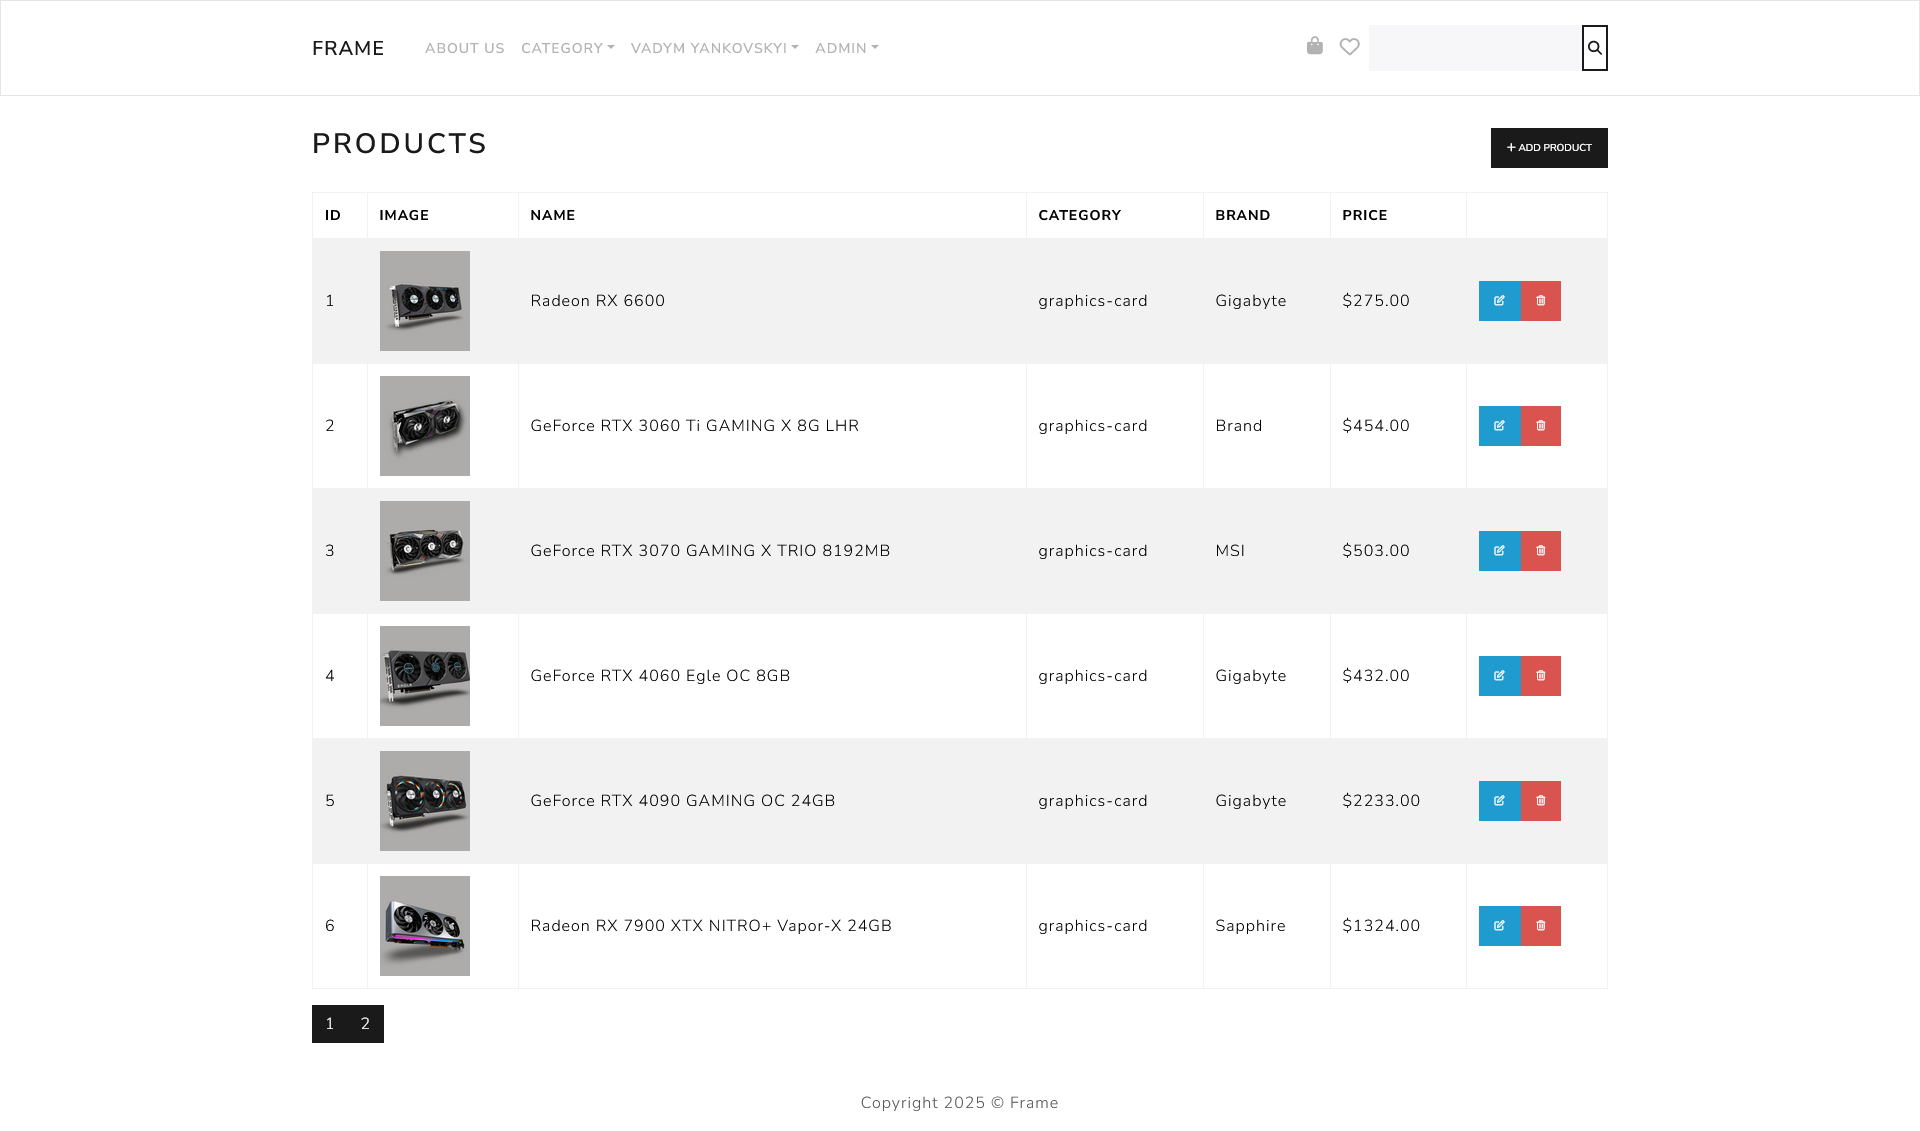 FRAME ABOUT US CATEGORY VADYM YANKOVSKYI ADMIN
PRODUCTS
+ ADD PRODUCT
ID IMAGE NAME CATEGORY BRAND PRICE
1 Radeon RX 6600 graphics-card Gigabyte $275.00
2 GeForce RTX 3060 Ti GAMING X 8G LHR graphics-card Brand $454.00
3 GeForce RTX 3070 GAMING X TRIO 8192MB graphics-card MSI $503.00
4 GeForce RTX 4060 Egle OC 8GB graphics-card Gigabyte $432.00
5 GeForce RTX 4090 GAMING OC 24GB graphics-card Gigabyte $2233.00
6 Radeon RX 7900 XTX NITRO+ Vapor-X 24GB graphics-card Sapphire $1324.00
1 2
Copyright 2025 © Frame